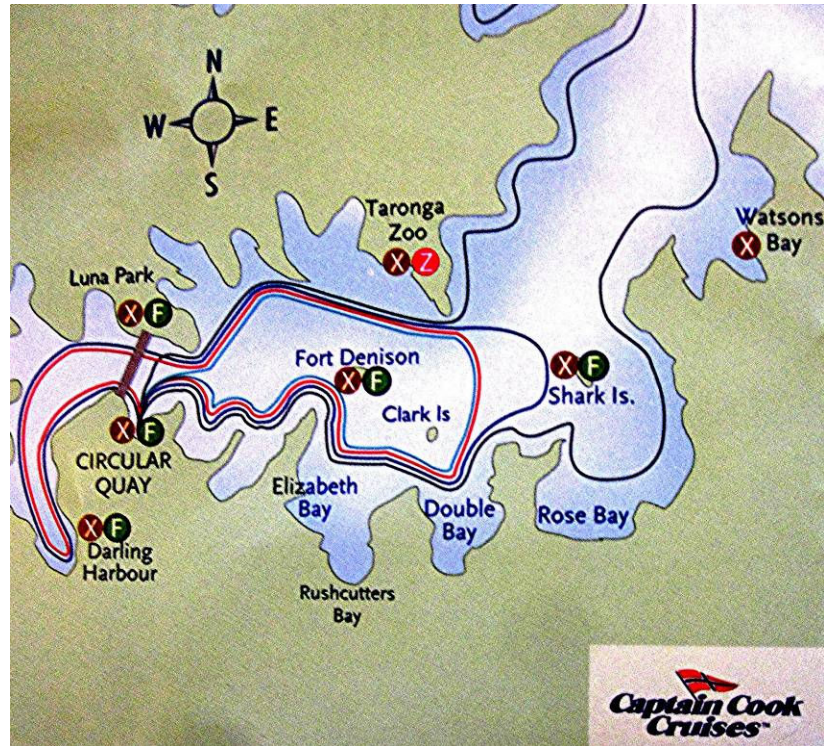 N
W E
S
Taronga
Zoo
X Z
Watsons
Bay
X
Luna Park
X F
Fort Denison
X F
X F
Shark Is.
Clark Is
X F
CIRCULAR
QUAY
Elizabeth
Bay
Double
Bay
Rose Bay
X F
Darling
Harbour
Rushcutters
Bay
Captain Cook
Cruises™